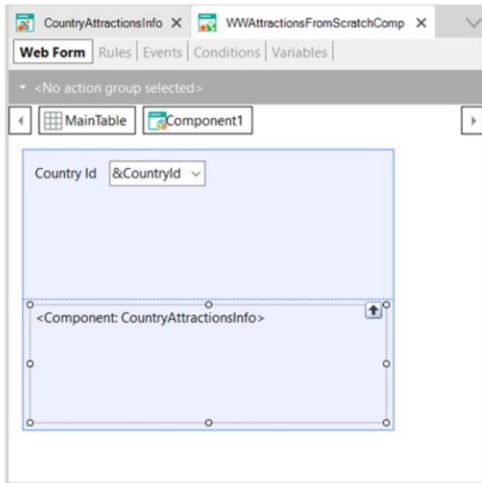 CountryAttractionsInfo X WWAttractionsFromScratchComp X
Web Form Rules Events Conditions Variables
<No action group selected>
MainTable Component1
Country Id &CountryId
<Component: CountryAttractionsInfo>